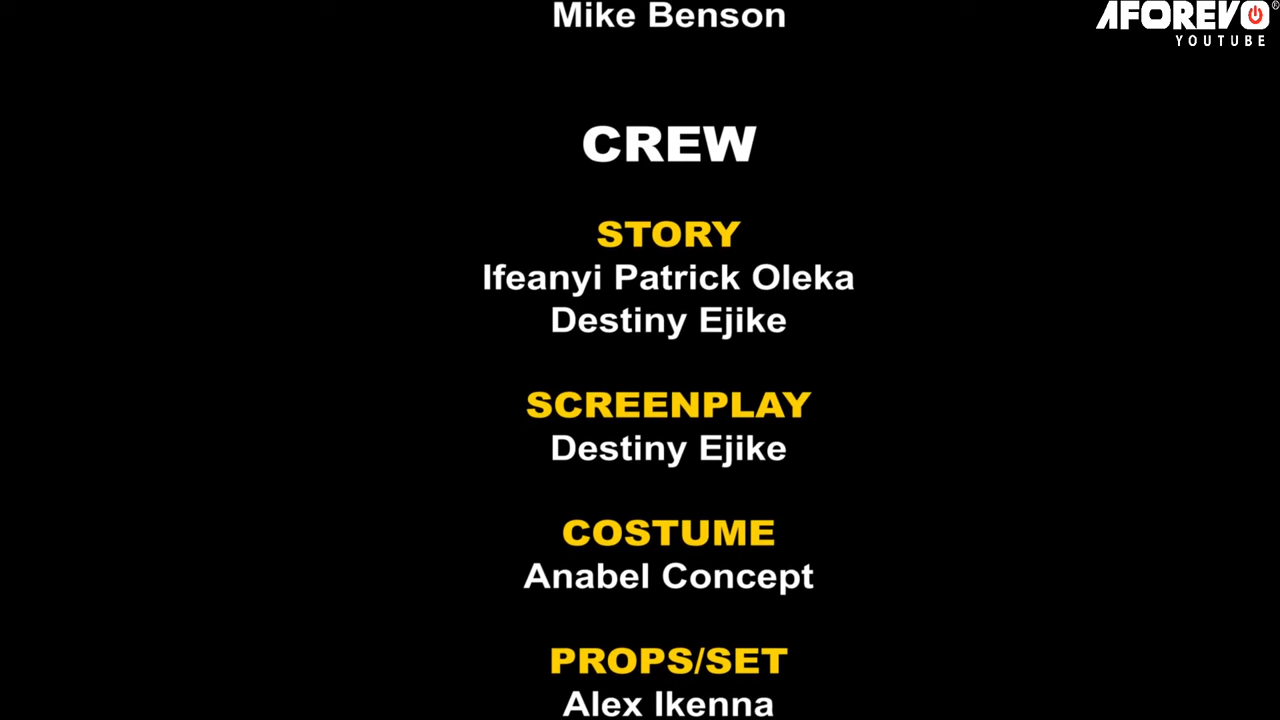 Mike Benson
AFOREVO®
YOUTUBE
CREW
STORY
Ifeanyi Patrick Oleka
Destiny Ejike
SCREENPLAY
Destiny Ejike
COSTUME
Anabel Concept
PROPS/SET
Alex Ikenna